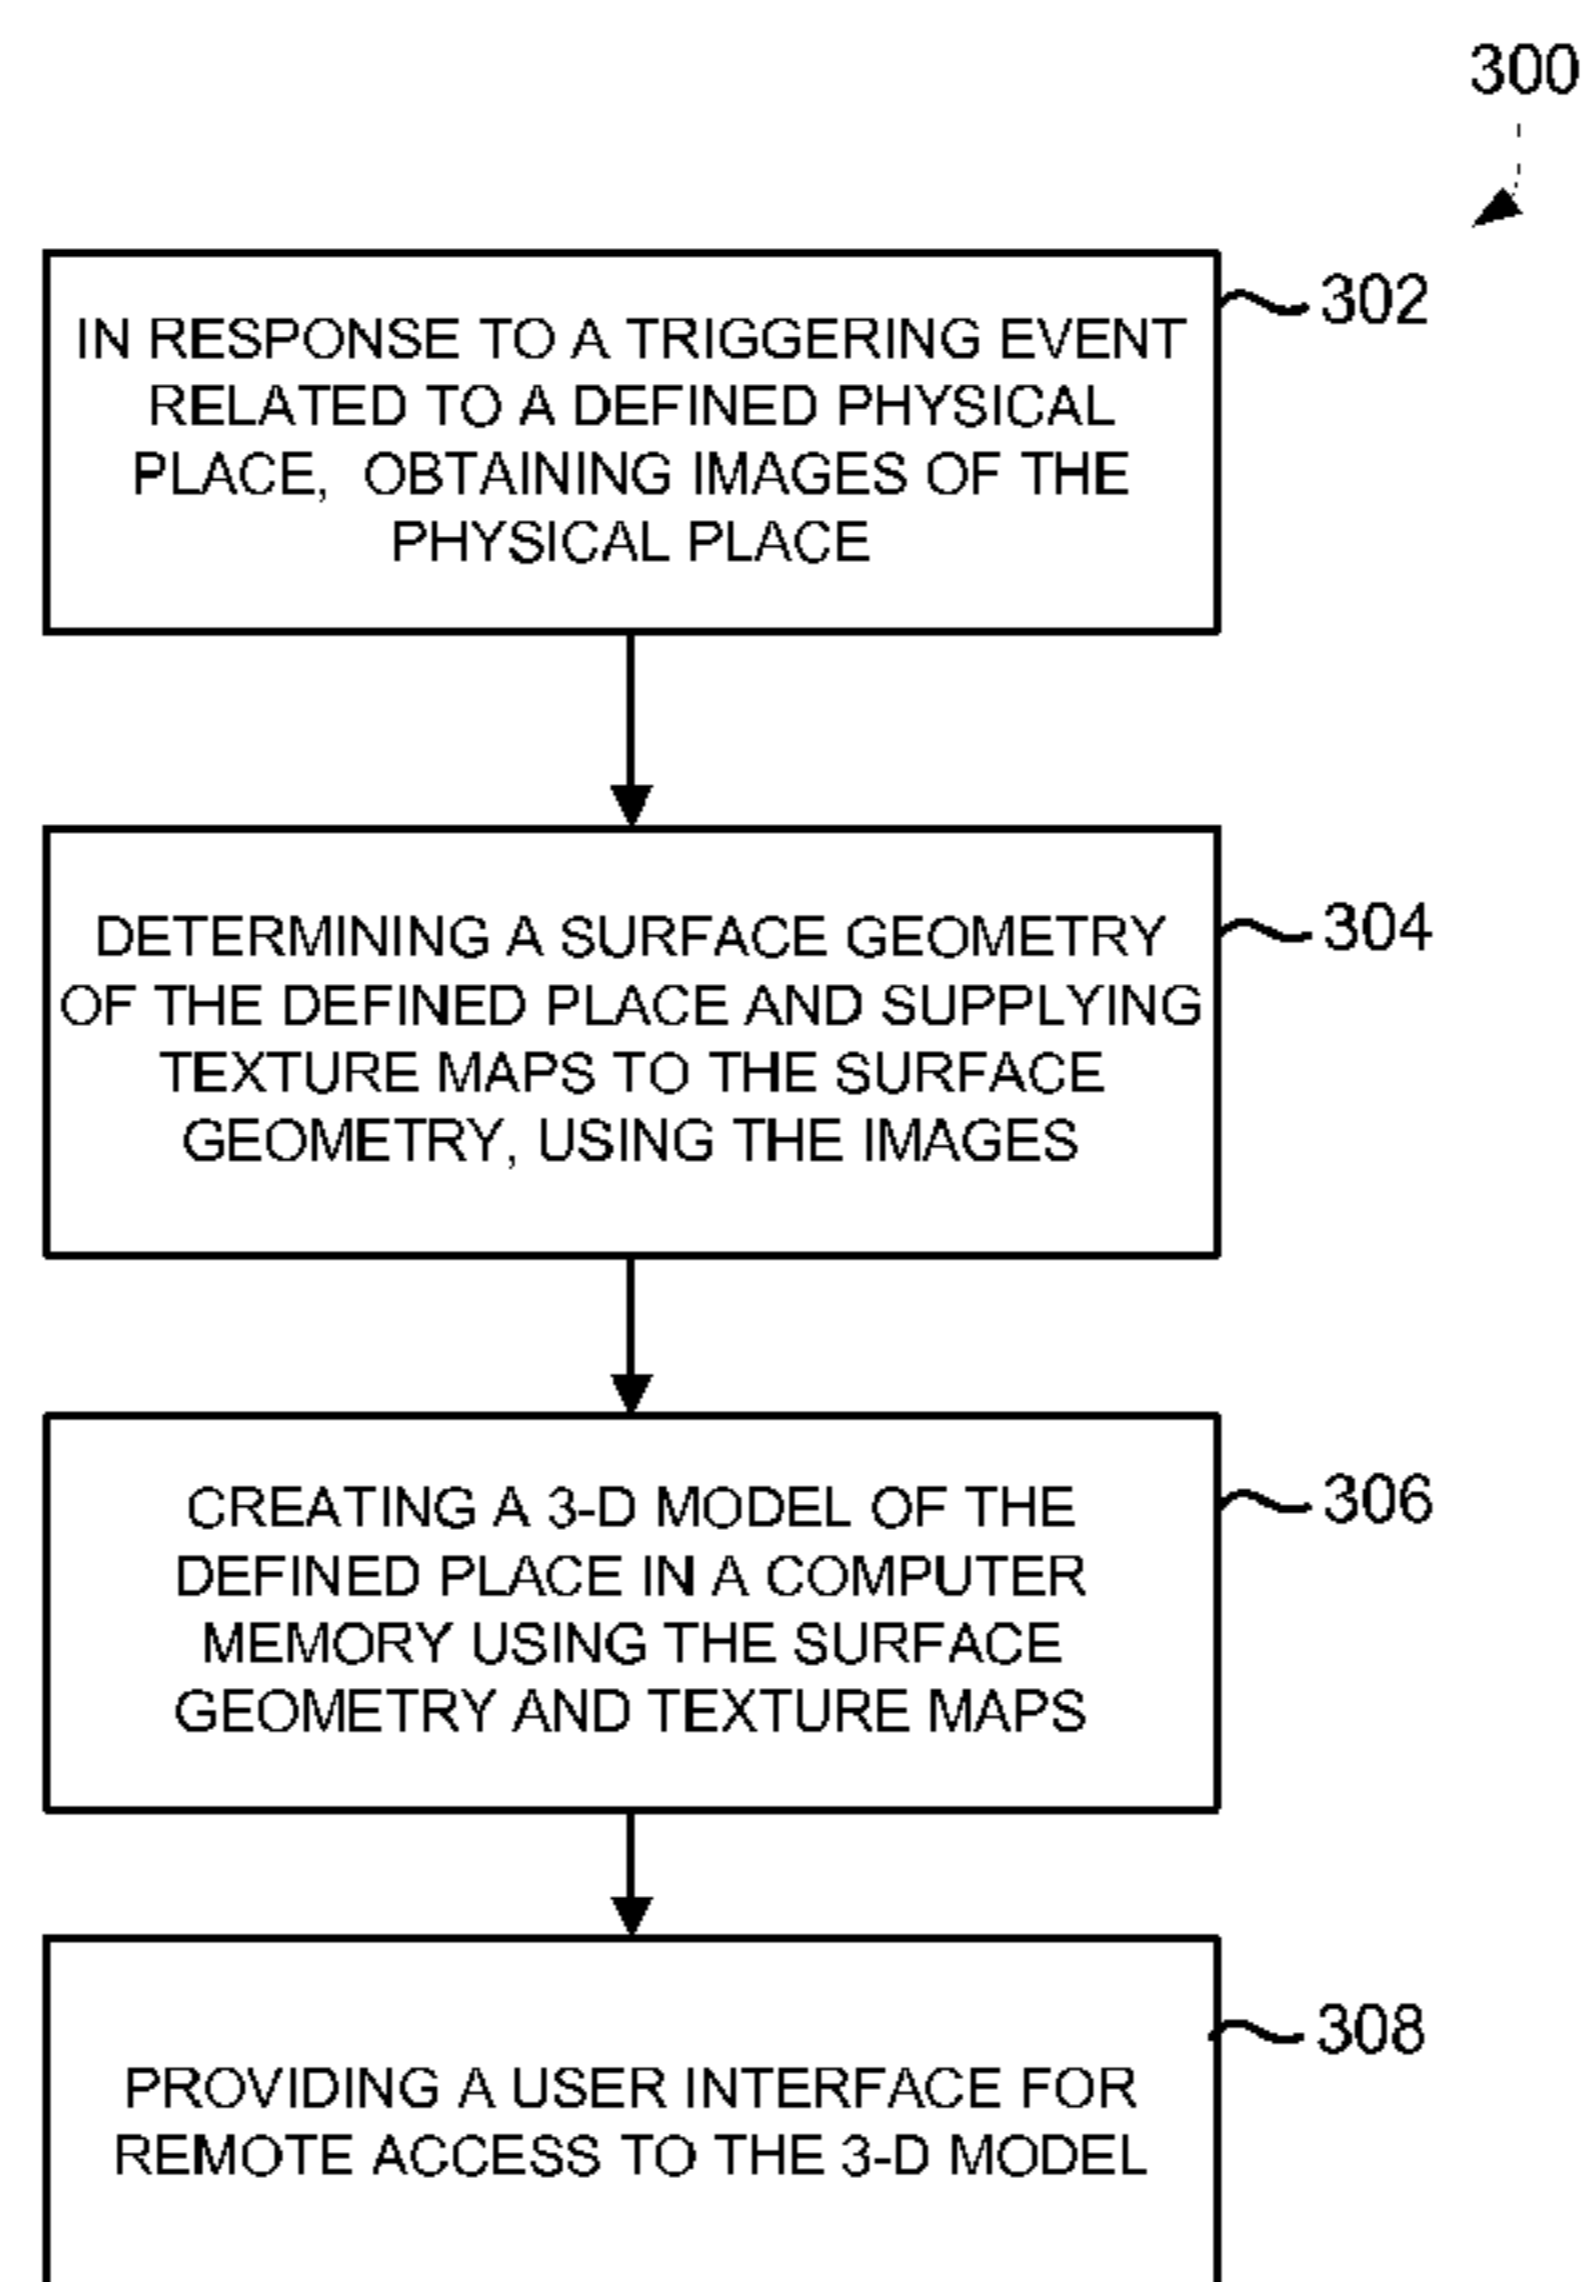 300
302
IN RESPONSE TO A TRIGGERING EVENT
RELATED TO A DEFINED PHYSICAL
PLACE, OBTAINING IMAGES OF THE
PHYSICAL PLACE
304
DETERMINING A SURFACE GEOMETRY
OF THE DEFINED PLACE AND SUPPLYING
TEXTURE MAPS TO THE SURFACE
GEOMETRY, USING THE IMAGES
306
CREATING A 3-D MODEL OF THE
DEFINED PLACE IN A COMPUTER
MEMORY USING THE SURFACE
GEOMETRY AND TEXTURE MAPS
308
PROVIDING A USER INTERFACE FOR
REMOTE ACCESS TO THE 3-D MODEL